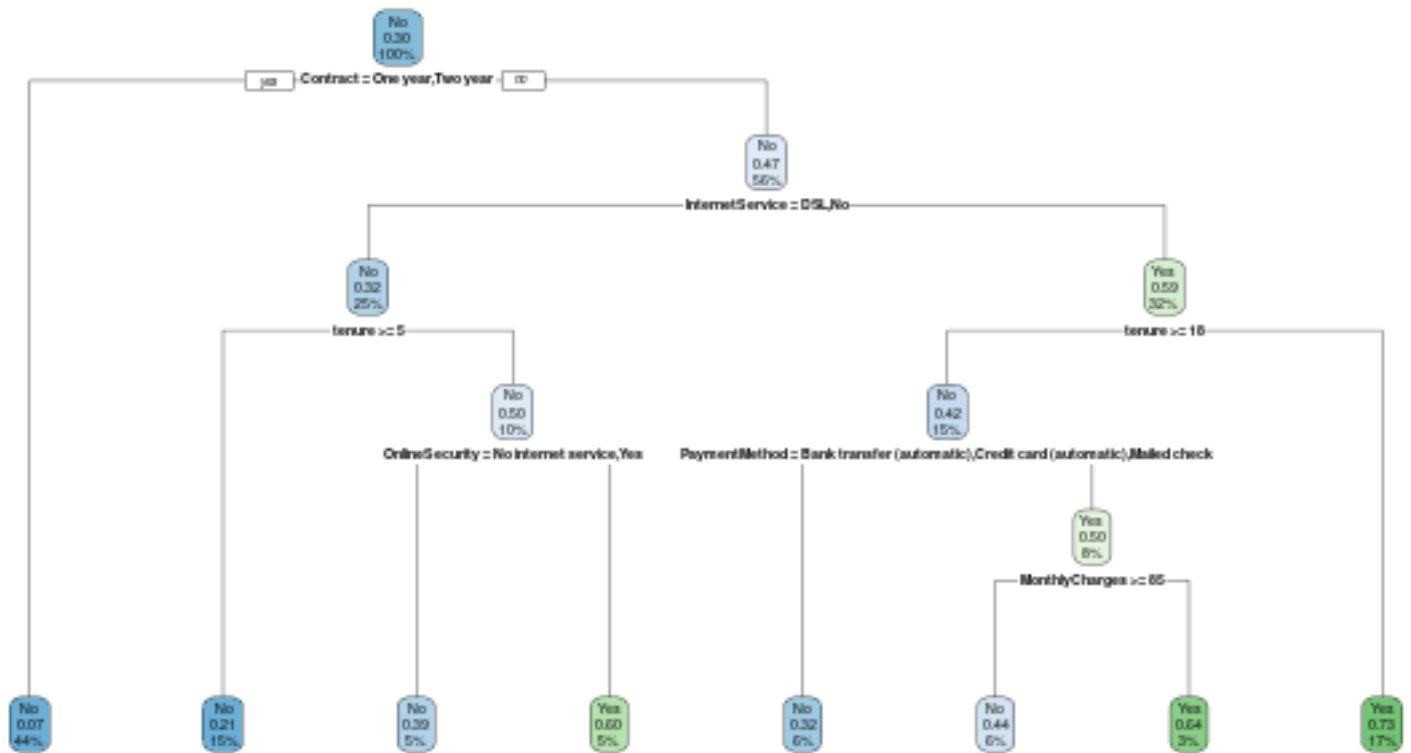 No
0.30
100%
yes
Contract = One year,Two year
no
No
0.47
56%
InternetService = DSL,No
No
0.32
25%
Yes
0.59
32%
tenure >= 5
tenure >= 18
No
0.50
10%
No
0.42
15%
OnlineSecurity = No internet service,Yes
PaymentMethod = Bank transfer (automatic),Credit card (automatic),Mailed check
Yes
0.50
8%
MonthlyCharges >= 85
No
0.07
44%
No
0.21
15%
No
0.39
5%
Yes
0.60
5%
No
0.32
6%
No
0.44
6%
Yes
0.64
3%
Yes
0.73
17%